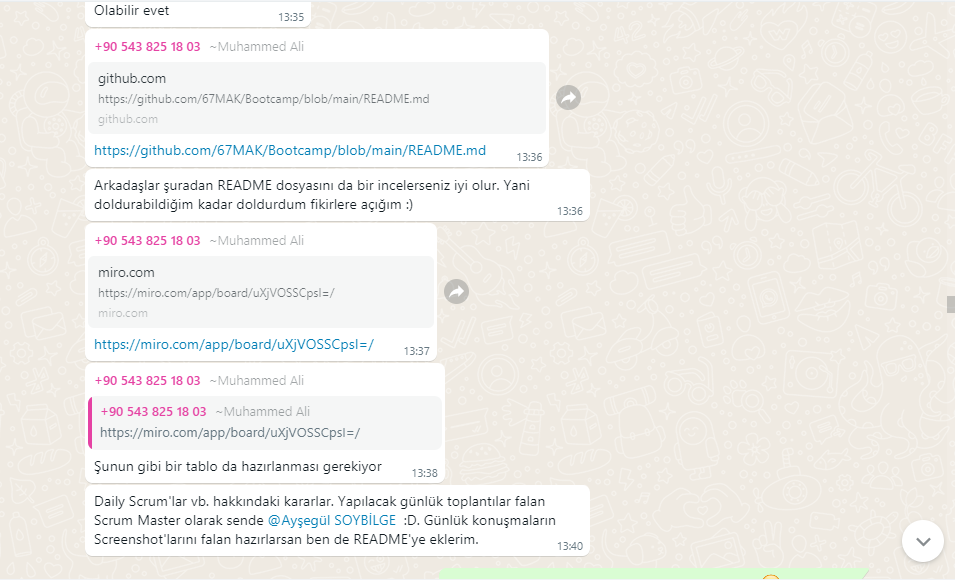 Olabilir evet
13:35
+90 543 825 18 03 ~Muhammed Ali
github.com
https://github.com/67MAK/Bootcamp/blob/main/README.md
github.com
https://github.com/67MAK/Bootcamp/blob/main/README.md
13:36
Arkadaşlar şuradan README dosyasını da bir incelerseniz iyi olur. Yani
doldurabildiğim kadar doldurdum fikirlere açığım :)
13:36
+90 543 825 18 03 ~Muhammed Ali
miro.com
https://miro.com/app/board/uXjVOSSCpsI=/
miro.com
https://miro.com/app/board/uXjVOSSCpsI=/
13:37
+90 543 825 18 03 ~Muhammed Ali
+90 543 825 18 03 ~Muhammed Ali
https://miro.com/app/board/uXjVOSSCpsI=/
Şunun gibi bir tablo da hazırlanması gerekiyor
13:38
Daily Scrum'lar vb. hakkındaki kararlar. Yapılacak günlük toplantılar falan
Scrum Master olarak sende @Ayşegül SOYBİLGE :D. Günlük konuşmaların
Screenshot'larını falan hazırlarsan ben de README'ye eklerim.
13:40